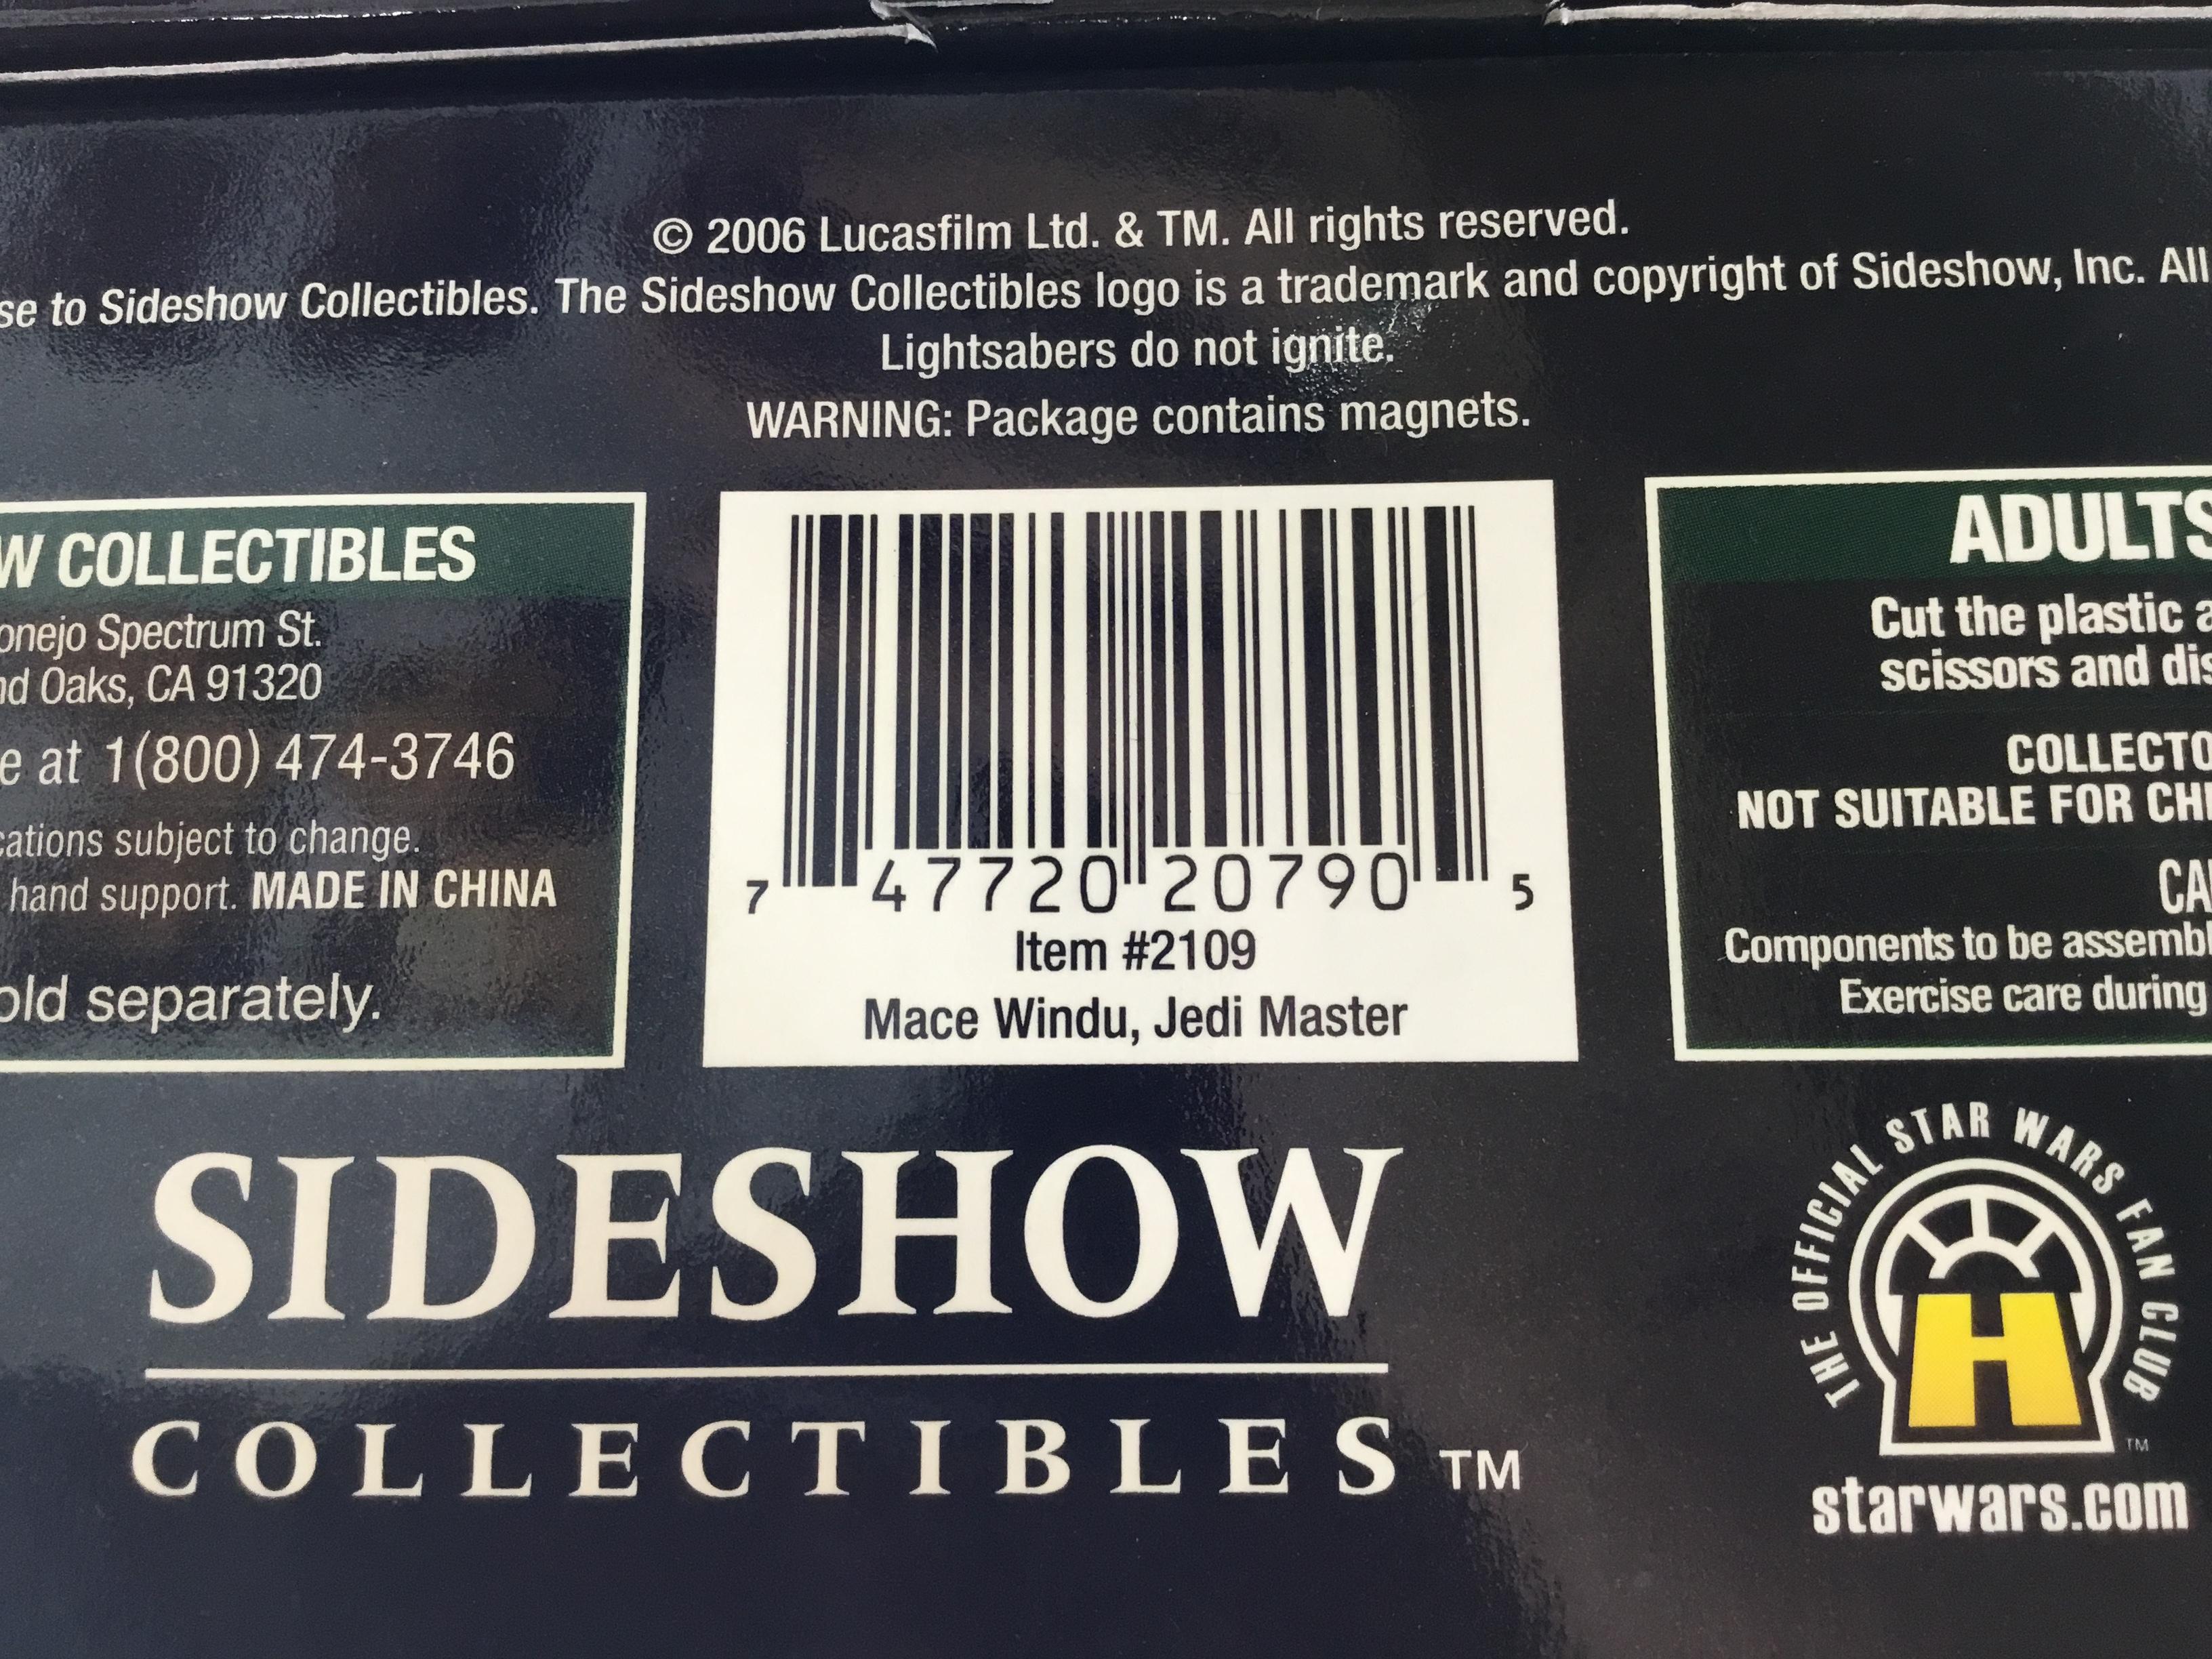 © 2006 Lucasfilm Ltd. & TM. All rights reserved.
se to Sideshow Collectibles. The Sideshow Collectibles logo is a trademark and copyright of Sideshow, Inc. All
Lightsabers do not ignite.
WARNING: Package contains magnets.
W COLLECTIBLES
onejo Spectrum St.
nd Oaks, CA 91320
e at 1(800) 474-3746
cations subject to change.
hand support. MADE IN CHINA
old separately.
7 47720 20790 5
Item #2109
Mace Windu, Jedi Master
ADULTS
Cut the plastic a
scissors and dis
COLLECTO
NOT SUITABLE FOR CHI
CA
Components to be assembl
Exercise care during
SIDESHOW
COLLECTIBLES TM
THE OFFICIAL STAR WARS FAN CLUB
H
TM
starwars.com